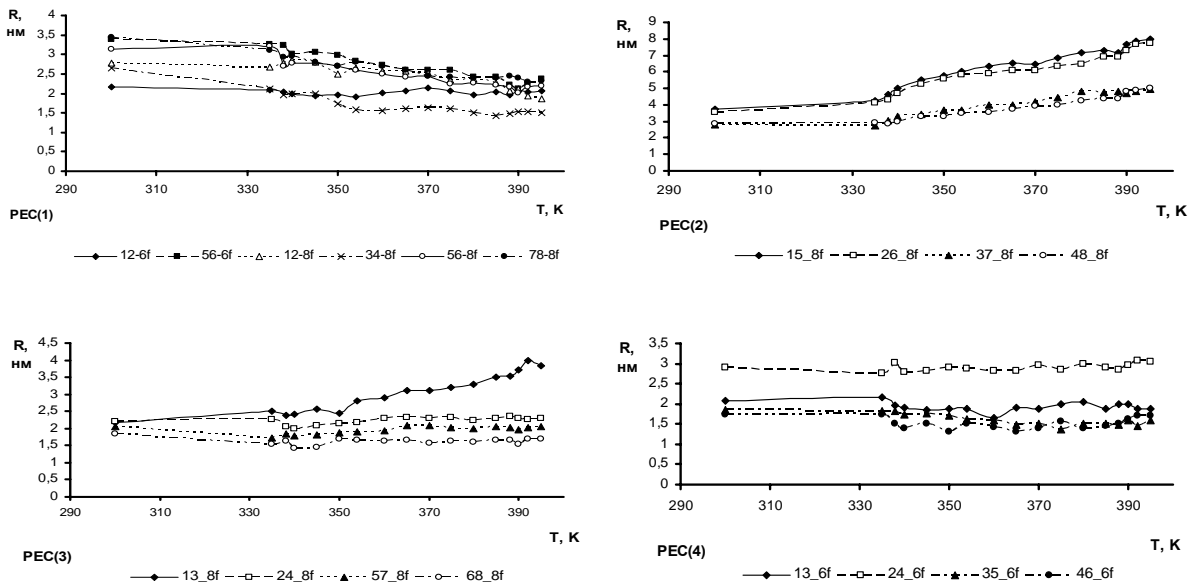 R,
нм
4
3,5
3
2,5
2
1,5
1
0,5
0
290 310 330 350 370 390
T, K
PEC(1)
12-6f 56-6f 12-8f 34-8f 56-8f 78-8f
R,
нм
9
8
7
6
5
4
3
2
1
0
290 310 330 350 370 390
T, K
PEC(2)
15_8f 26_8f 37_8f 48_8f
R,
нм
4,5
4
3,5
3
2,5
2
1,5
1
0,5
0
290 310 330 350 370 390
T, K
PEC(3)
13_8f 24_8f 57_8f 68_8f
R,
нм
3,5
3
2,5
2
1,5
1
0,5
0
290 310 330 350 370 390
T, K
PEC(4)
13_6f 24_6f 35_6f 46_6f